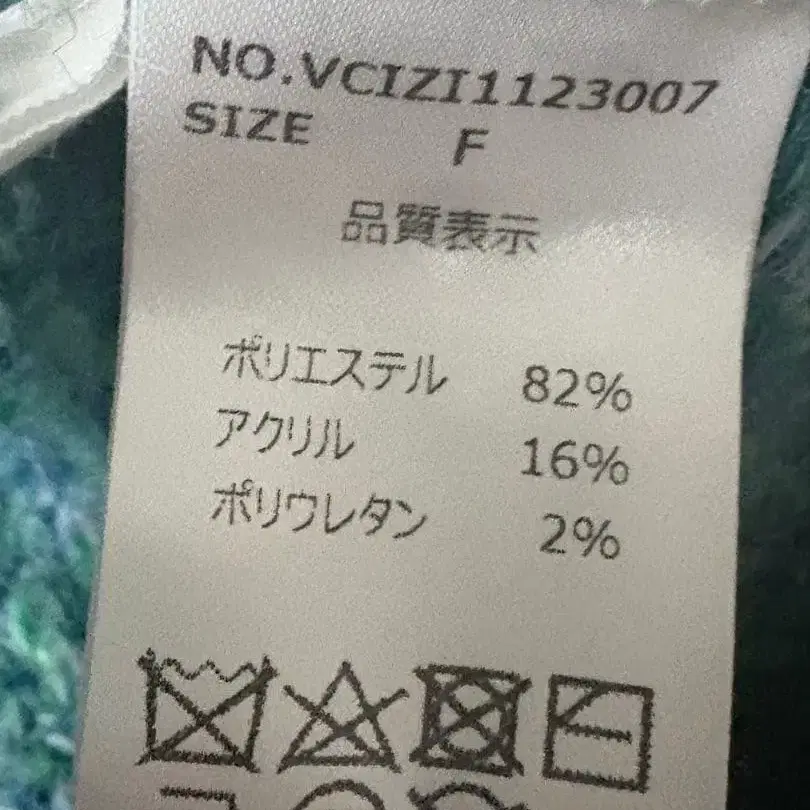 NO.VCIZI1123007
SIZE F
品質表示
ポリエステル 82%
アクリル 16%
ポリウレタン 2%